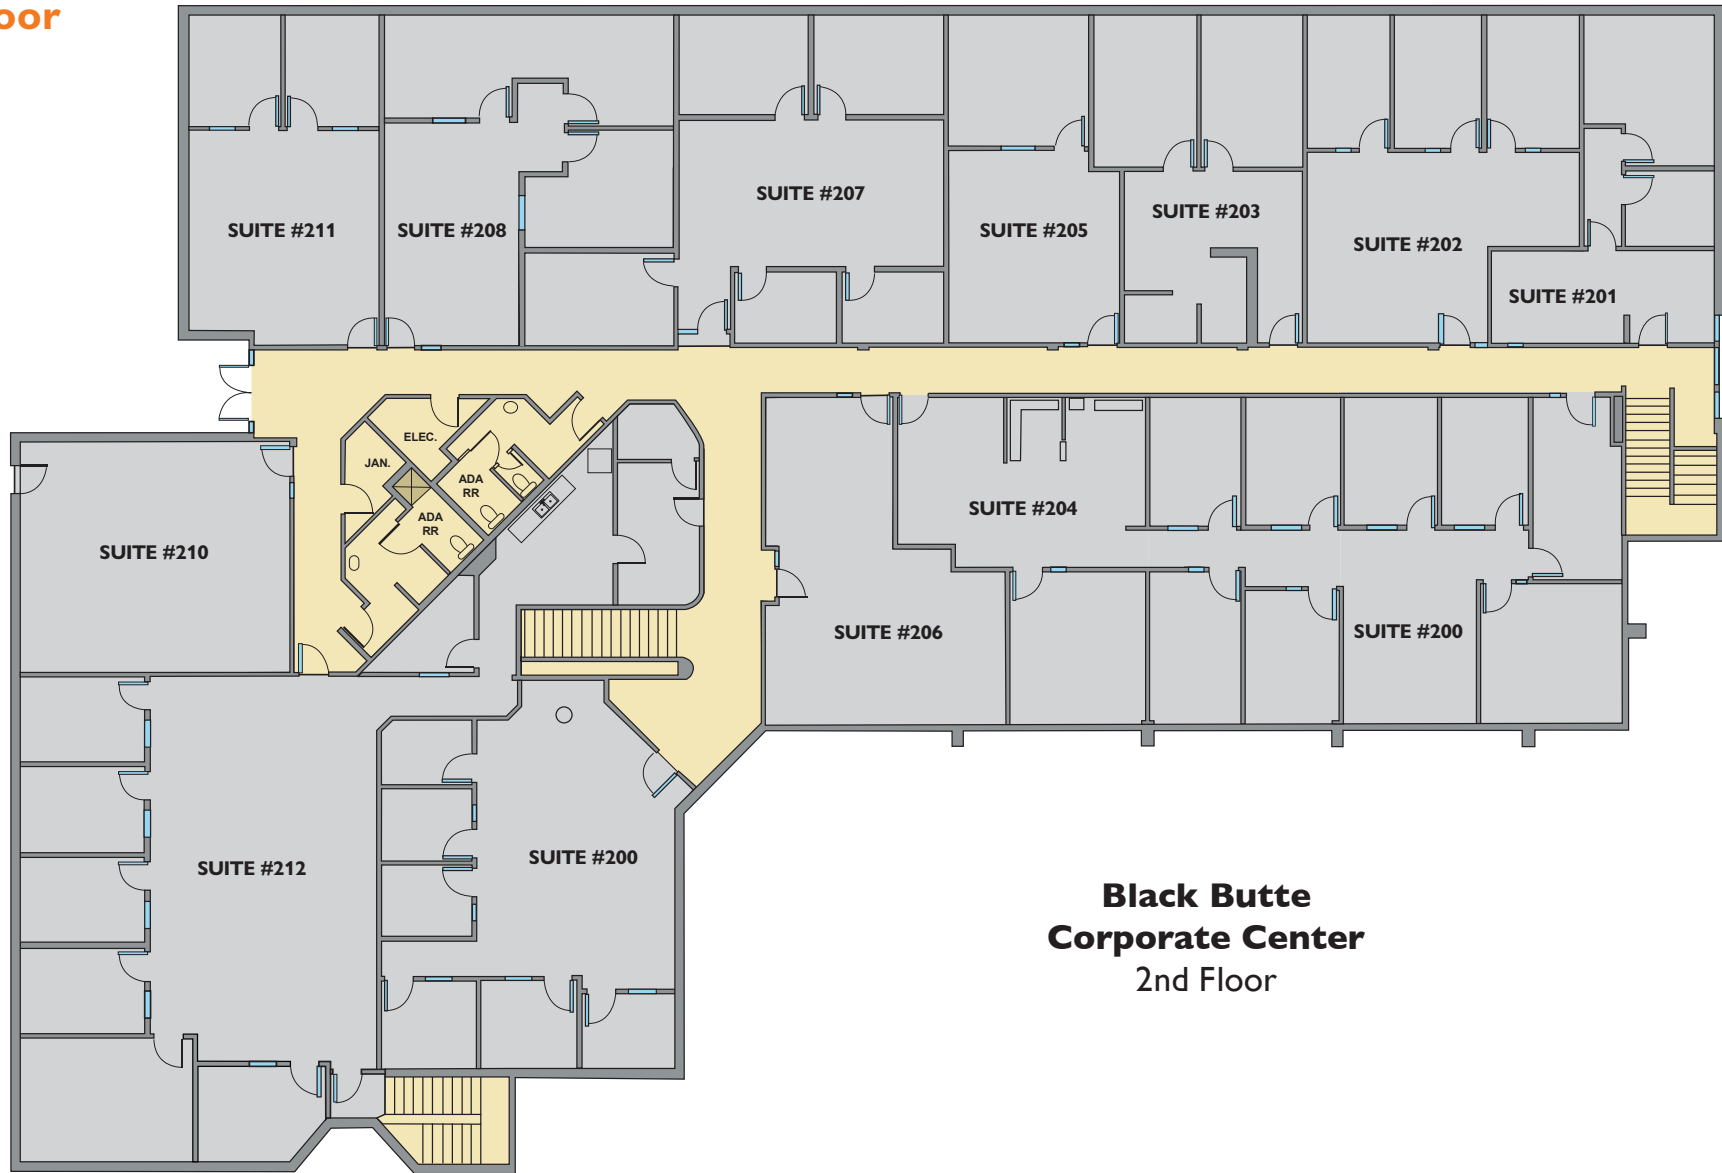 oor
SUITE #207
SUITE #203
SUITE #211
SUITE #208
SUITE #205
SUITE #202
SUITE #201
ELEC.
JAN.
ADA
RR
ADA
RR
SUITE #204
SUITE #210
SUITE #206
SUITE #200
SUITE #212
SUITE #200
Black Butte
Corporate Center
2nd Floor